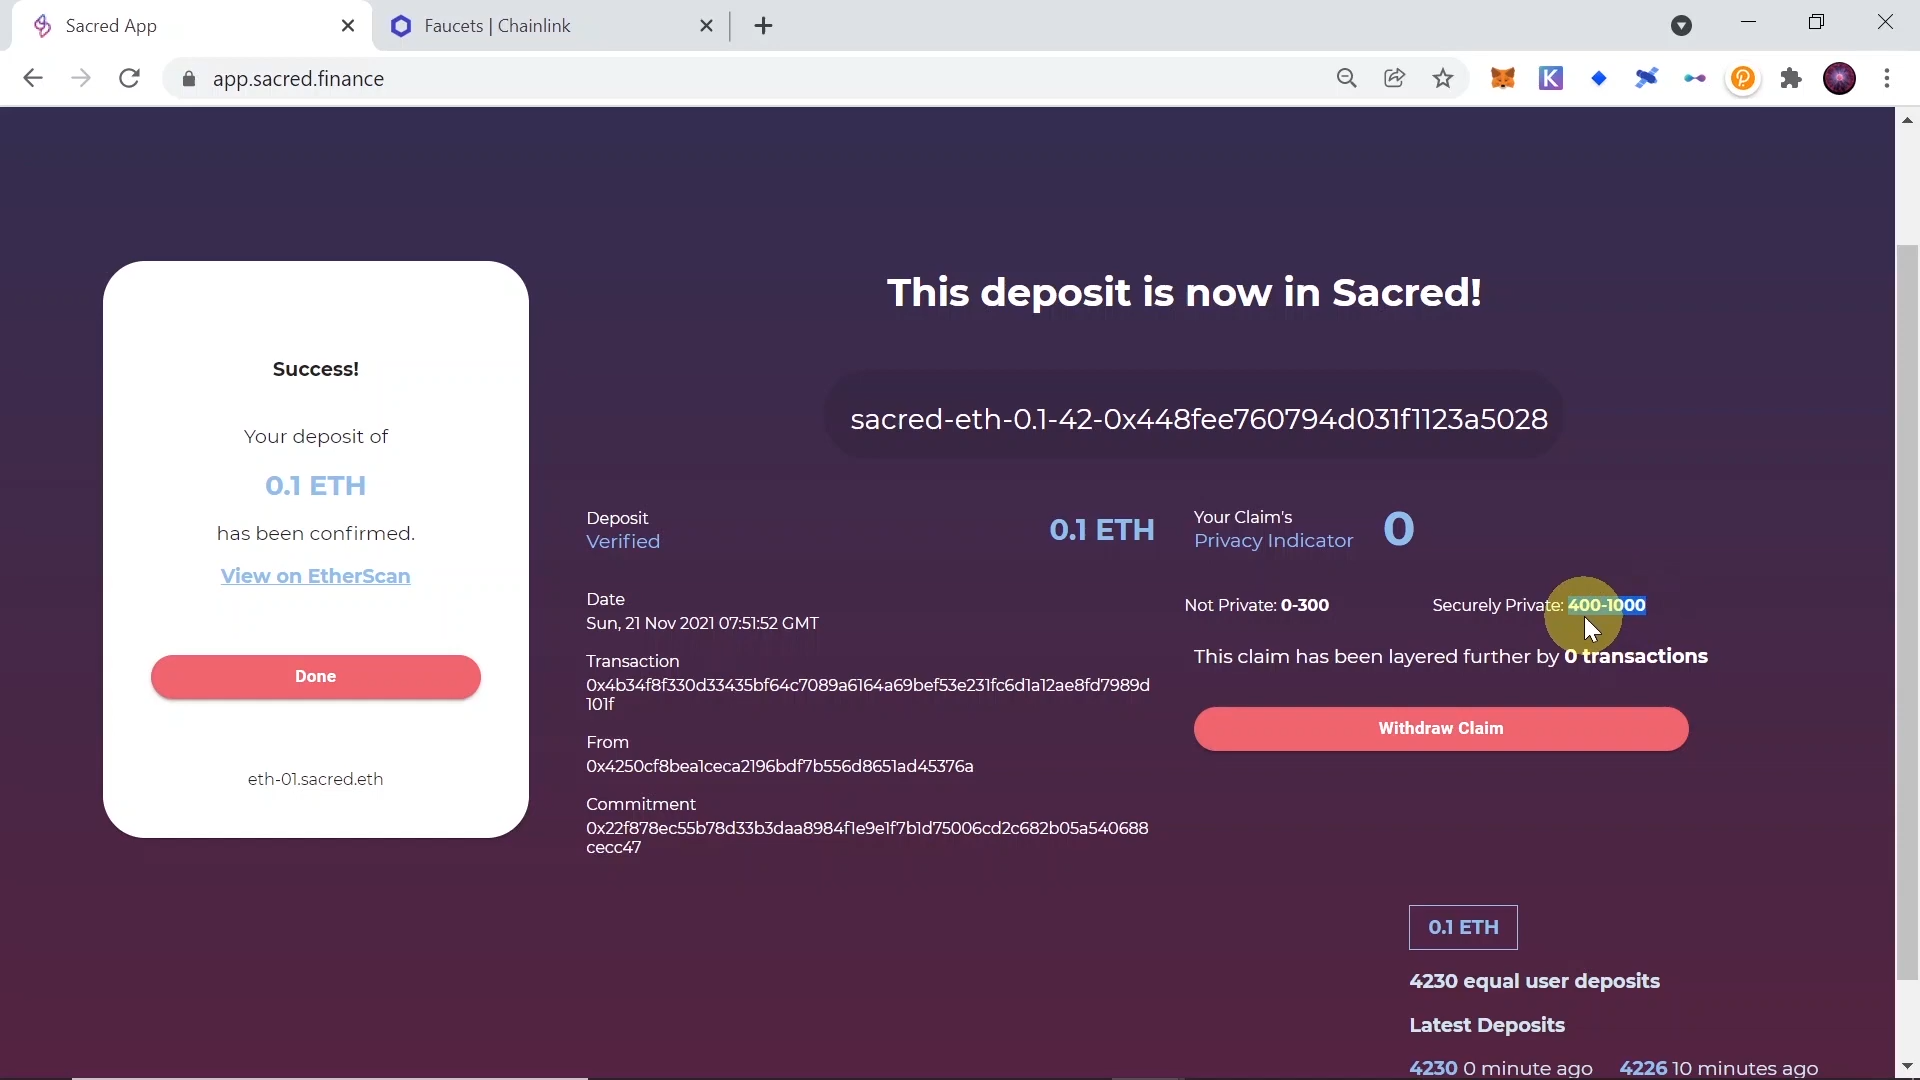 Sacred App
Faucets | Chainlink
app.sacred.finance
This deposit is now in Sacred!
Success!
Your deposit of
0.1 ETH
has been confirmed.
View on EtherScan
Done
eth-01.sacred.eth
sacred-eth-0.1-42-0x448fee760794d031f1123a5028
Deposit
Verified
0.1 ETH
Date
Sun, 21 Nov 2021 07:51:52 GMT
Transaction
0x4b34f8f330d33435bf64c7089a6164a69bef53e231fc6d1a12ae8fd7989d
101f
From
0x4250cf8bea1ceca2196bdf7b556d8651ad45376a
Commitment
0x22f878ec55b78d33b3daa8984f1e9e1f7b1d75006cd2c682b05a540688
cecc47
Your Claim's
Privacy Indicator
0
Not Private: 0-300
Securely Private: 400-1000
This claim has been layered further by 0 transactions
Withdraw Claim
0.1 ETH
4230 equal user deposits
Latest Deposits
4230 0 minute ago
4226 10 minutes ago